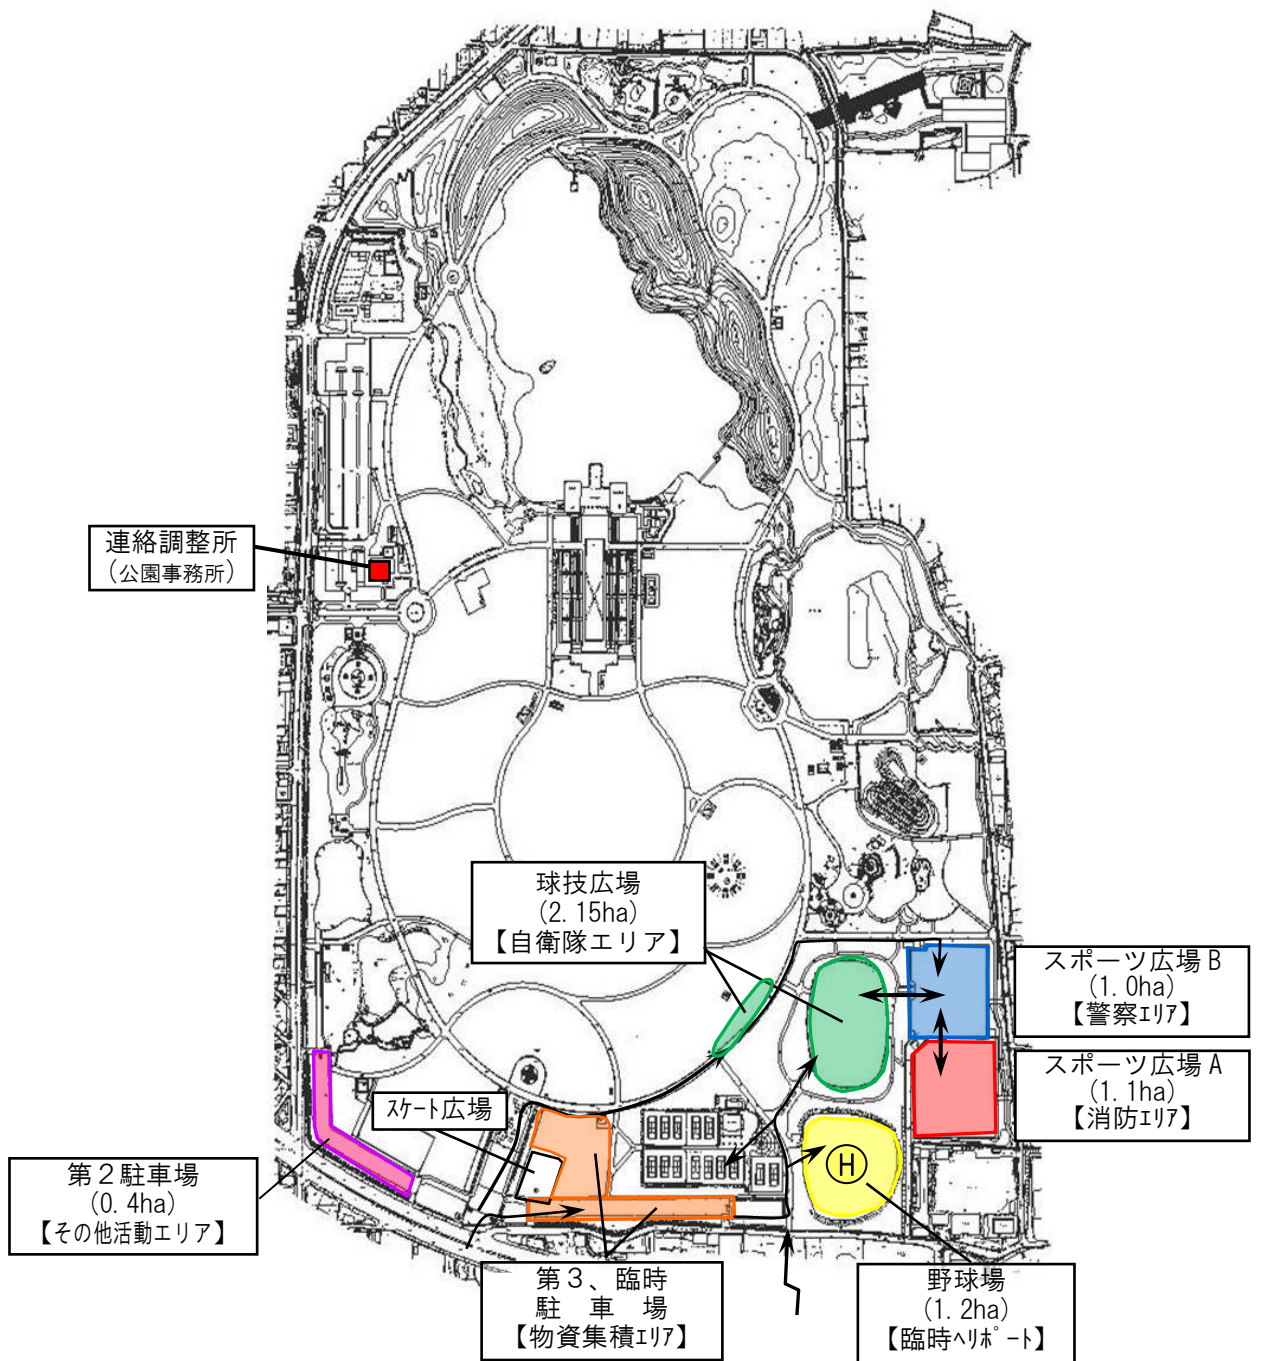 連絡調整所
(公園事務所)
球技広場
(2.15ha)
【自衛隊エリア】
スポーツ広場B
(1.0ha)
【警察ｴﾘｱ】
スポーツ広場A
(1.1ha)
【消防エリア】
ｽｹｰﾄ広場
第2駐車場
(0.4ha)
【その他活動エリア】
H
第3、臨時
駐 車 場
【物資集積ｴﾘｱ】
野球場
(1.2ha)
【臨時ﾍﾘﾎﾟｰﾄ】